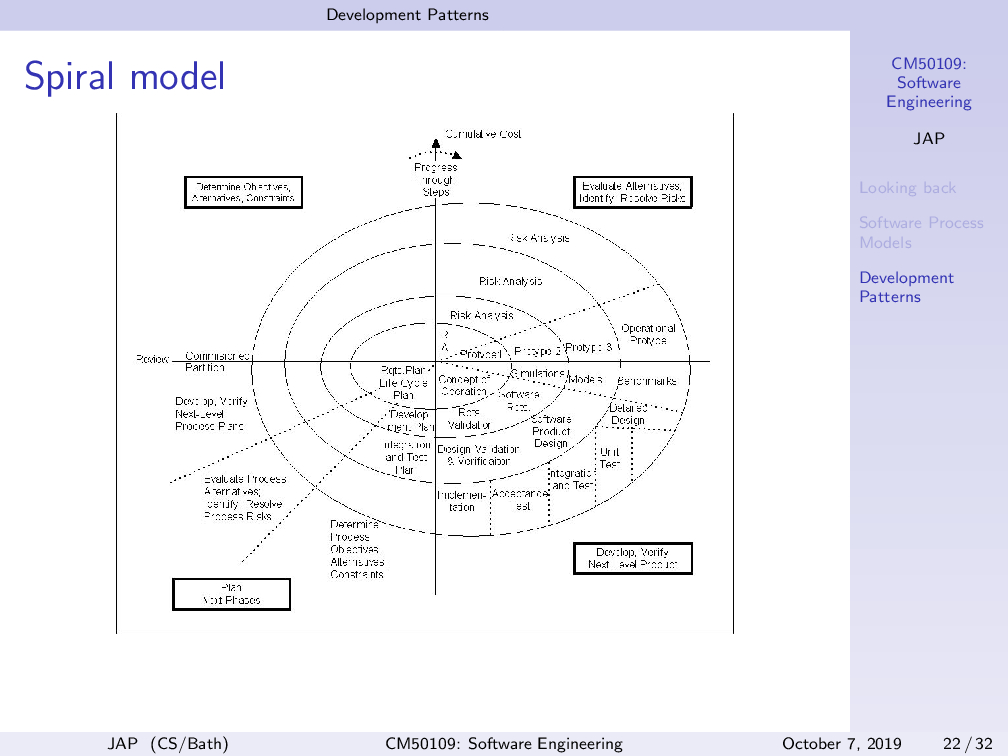 Development Patterns
Spiral model
CM50109:
Software
Engineering
JAP
Looking back
Software Process
Models
Development
Patterns
Cumulative Cost
Progress
Through
Steps
Determine Objectives,
Alternatives, Constraints
Evaluate Alternatives;
Identify, Resolve Risks
Risk Analysis
Risk Analysis
Risk Analysis
Operational
Protype
Protype1
Protype 2
Protype 3
Review
Commisioned
Partition
Rqts.Plan
Life Cycle
Plan
Concept of
Operation
Simulations
Models
Benchmarks
Software
Rqts.
Develop, Verify
Next-Level
Process Plans
Develop
ment Plan
Rqts
Validation
Software
Product
Design
Detailed
Design
Integration
and Test
Plan
Design Validation
& Verification
Unit
Test
Integration
and Test
Evaluate Process
Alternatives;
Identify, Resolve
Process Risks
Implemen-
tation
Acceptance
Test
Determine
Process
Objectives
Alternatives
Constraints
Develop, Verify
Next Level Product
Plan
Next Phases
JAP (CS/Bath)
CM50109: Software Engineering
October 7, 2019
22 / 32